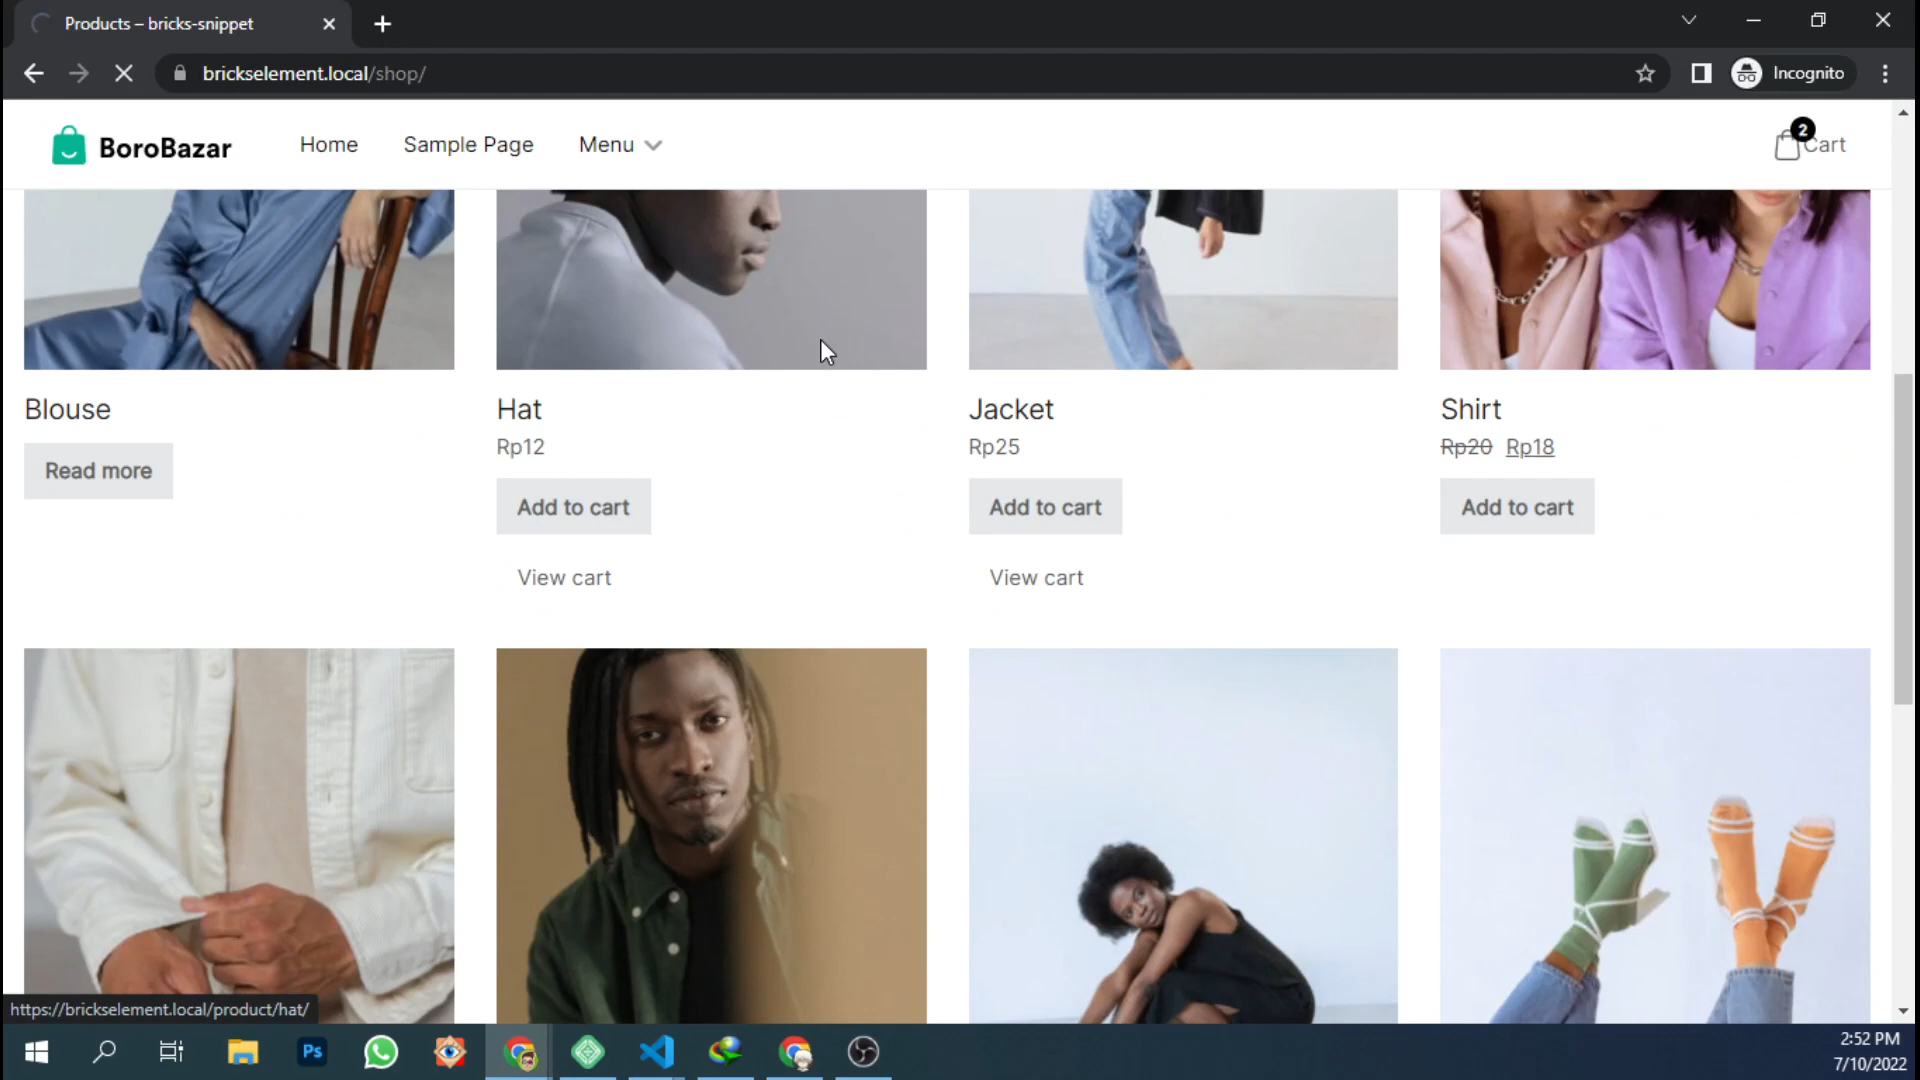 Products – bricks-snippet
brickselement.local/shop/
Incognito
BoroBazar
Home
Sample Page
Menu
2
Cart
Blouse
Read more
Hat
Rp12
Add to cart
View cart
Jacket
Rp25
Add to cart
View cart
Shirt
Rp20 Rp18
Add to cart
https://brickselement.local/product/hat/
Ps
2:52 PM
7/10/2022